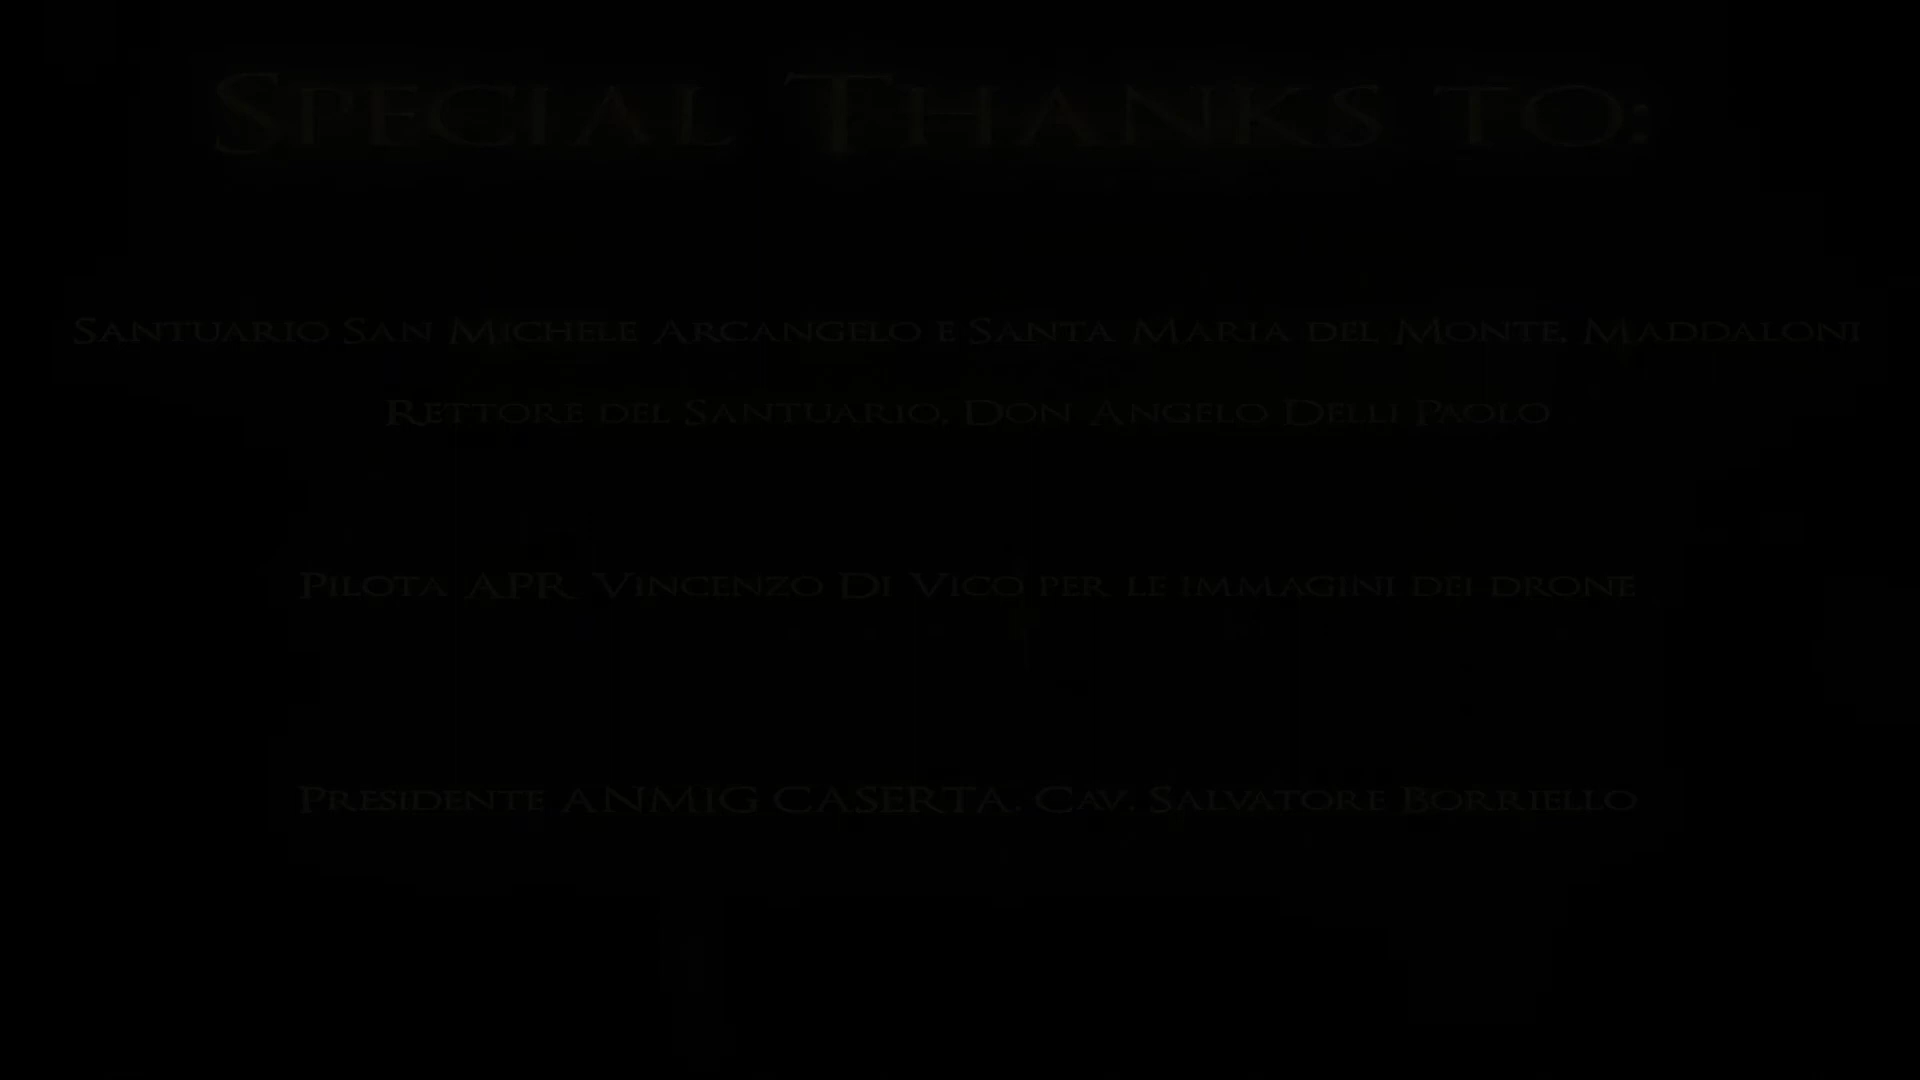 Special Thanks to:
Santuario San Michele Arcangelo e Santa Maria del Monte, Maddaloni
Rettore del Santuario, Don Angelo Delli Paolo
Pilota APR Vincenzo Di Vico per le immagini dei drone
Presidente ANMIG CASERTA, Cav. Salvatore Borriello